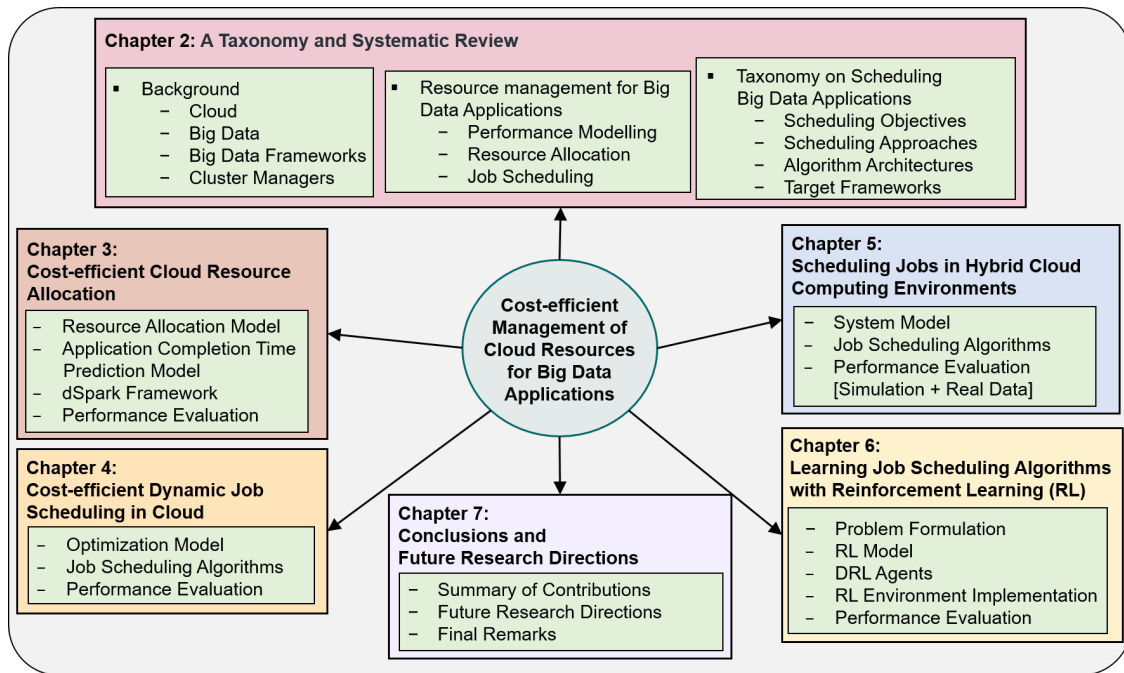 Chapter 2: A Taxonomy and Systematic Review
▪ Background
– Cloud
– Big Data
– Big Data Frameworks
– Cluster Managers
▪ Resource management for Big
Data Applications
– Performance Modelling
– Resource Allocation
– Job Scheduling
▪ Taxonomy on Scheduling
Big Data Applications
– Scheduling Objectives
– Scheduling Approaches
– Algorithm Architectures
– Target Frameworks
Chapter 3:
Cost-efficient Cloud Resource
Allocation
– Resource Allocation Model
– Application Completion Time
Prediction Model
– dSpark Framework
– Performance Evaluation
Cost-efficient
Management of
Cloud Resources
for Big Data
Applications
Chapter 5:
Scheduling Jobs in Hybrid Cloud
Computing Environments
– System Model
– Job Scheduling Algorithms
– Performance Evaluation
[Simulation + Real Data]
Chapter 4:
Cost-efficient Dynamic Job
Scheduling in Cloud
– Optimization Model
– Job Scheduling Algorithms
– Performance Evaluation
Chapter 7:
Conclusions and
Future Research Directions
– Summary of Contributions
– Future Research Directions
– Final Remarks
Chapter 6:
Learning Job Scheduling Algorithms
with Reinforcement Learning (RL)
– Problem Formulation
– RL Model
– DRL Agents
– RL Environment Implementation
– Performance Evaluation